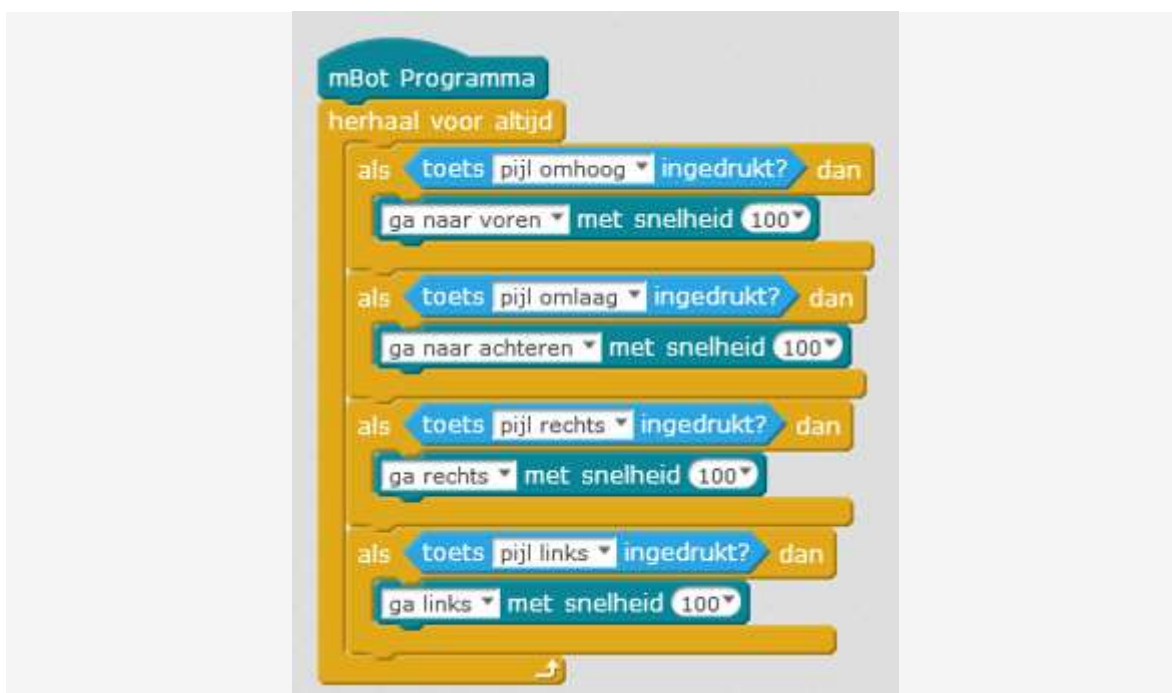 mBot Programma
herhaal voor altijd
als toets pijl omhoog ingedrukt? dan
ga naar voren met snelheid 100
als toets pijl omlaag ingedrukt? dan
ga naar achteren met snelheid 100
als toets pijl rechts ingedrukt? dan
ga rechts met snelheid 100
als toets pijl links ingedrukt? dan
ga links met snelheid 100